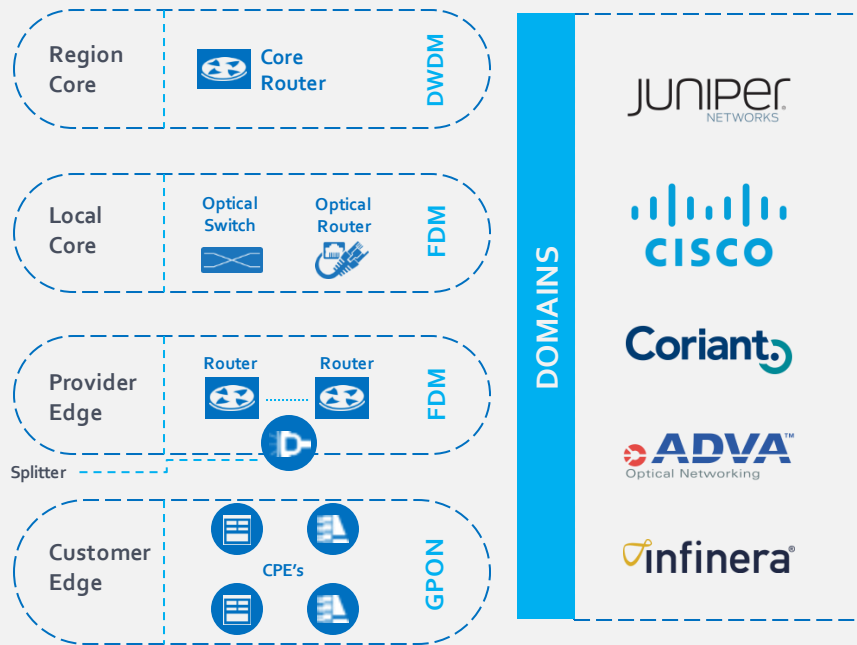 Region
Core
Core
Router
DWDM
Local
Core
Optical
Switch
Optical
Router
FDM
Provider
Edge
Router
Router
FDM
Splitter
Customer
Edge
CPE’s
GPON
DOMAINS
JUNIPER
NETWORKS
CISCO
Coriant
ADVA™
Optical Networking
infinera®